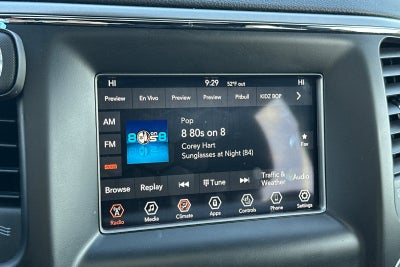 HI 9:29 52°F out HI
Preview En Vivo Preview Preview Pitbull KIDZ BOP
AM
FM
Pop
8 80s on 8
Corey Hart
Sunglasses at Night (84)
Fav
Browse Replay Tune Traffic & Weather Audio
Radio Media Climate Apps Controls Phone Settings